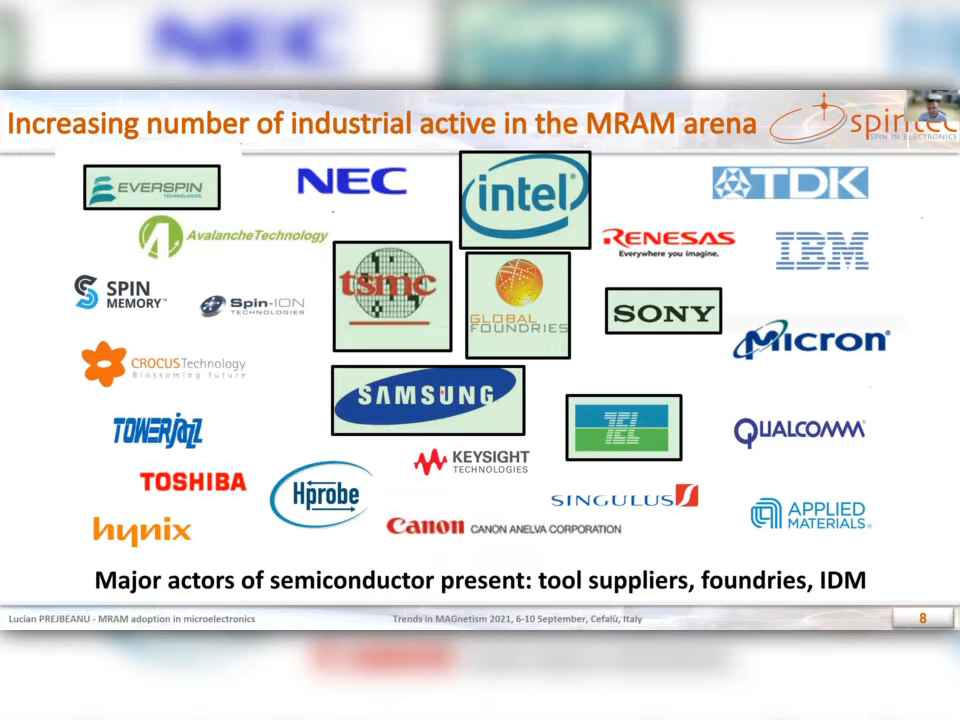 NEC
Increasing number of industrial active in the MRAM arena
spintec
SPIN IN ELECTRONICS
EVERSPIN
TECHNOLOGIES
NEC
intel
TDK
AvalancheTechnology
RENESAS
Everywhere you imagine.
IBM
SPIN
MEMORY™
Spin-ION
TECHNOLOGIES
tsmc
GLOBAL
FOUNDRIES
SONY
Micron®
CROCUS Technology
Blossoming future
SAMSUNG
TOWERJAZZ
TEL
QUALCOMM®
KEYSIGHT
TECHNOLOGIES
TOSHIBA
Hprobe
SINGULUS
hynix
Canon CANON ANELVA CORPORATION
APPLIED
MATERIALS®
Major actors of semiconductor present: tool suppliers, foundries, IDM
Lucian PREJBEANU - MRAM adoption in microelectronics
Trends in MAGnetism 2021, 6-10 September, Cefalù, Italy
8